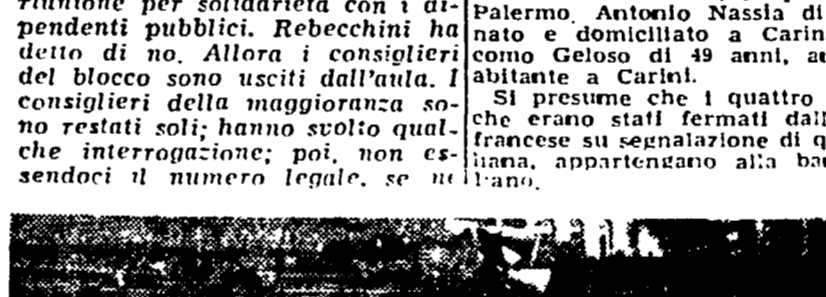 riunione per solidarietà con i di-
pendenti pubblici. Rebecchini ha
detto di no. Allora i consiglieri
del blocco sono usciti dall'aula. I
consiglieri della maggioranza so-
no restati soli; hanno svolto qual-
che interrogazione; poi, non es-
sendoci il numero legale, se ne
Palermo. Antonio Nassia di
nato e domiciliato a Carin
como Geloso di 49 anni,
abitante a Carini.
Si presume che i quattro
che erano stati fermati dall
francese su segnalazione di q
liana, appartengano alla ba